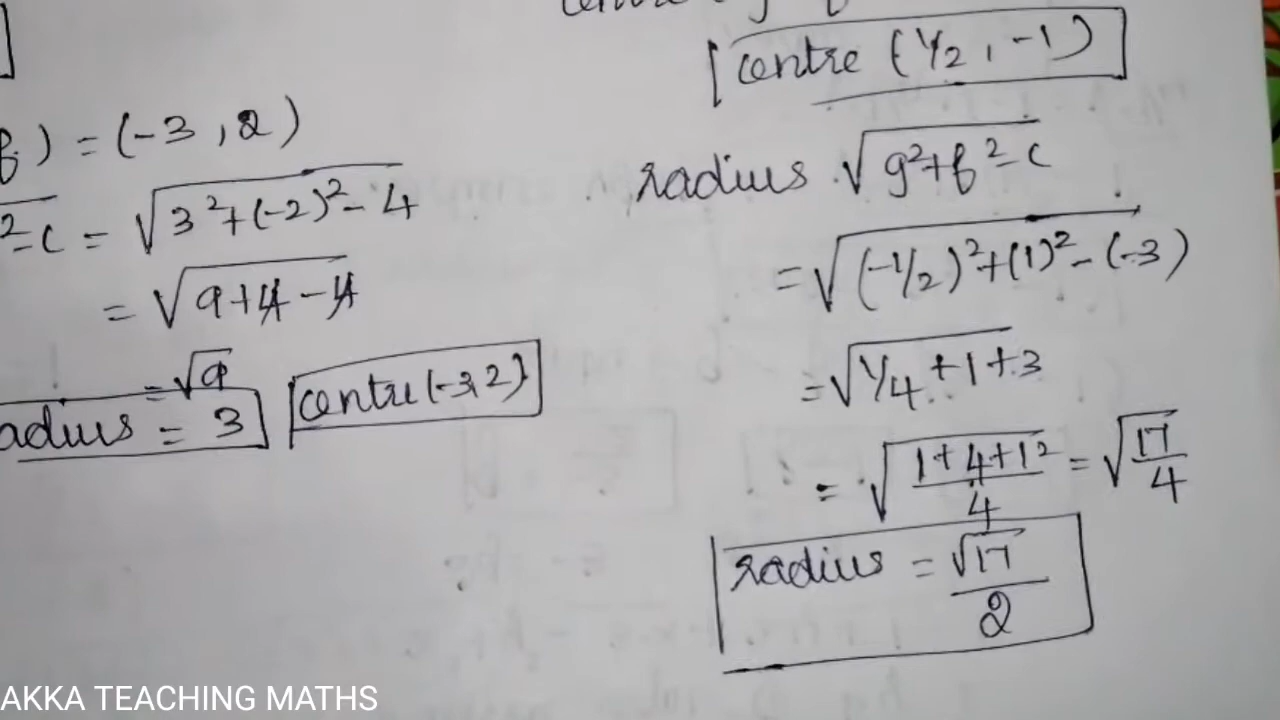 ]
f) = (-3, 2)
²-c = √3²+(-2)²-4
= √9+4-4
= √9
adius = 3
centre (-3, 2)
centre (1/2, -1)
radius √g²+f²-c
= √(-1/2)²+(1)²-(-3)
= √1/4+1+3
= √1+4+12/4 = √17/4
radius = √17/2
AKKA TEACHING MATHS